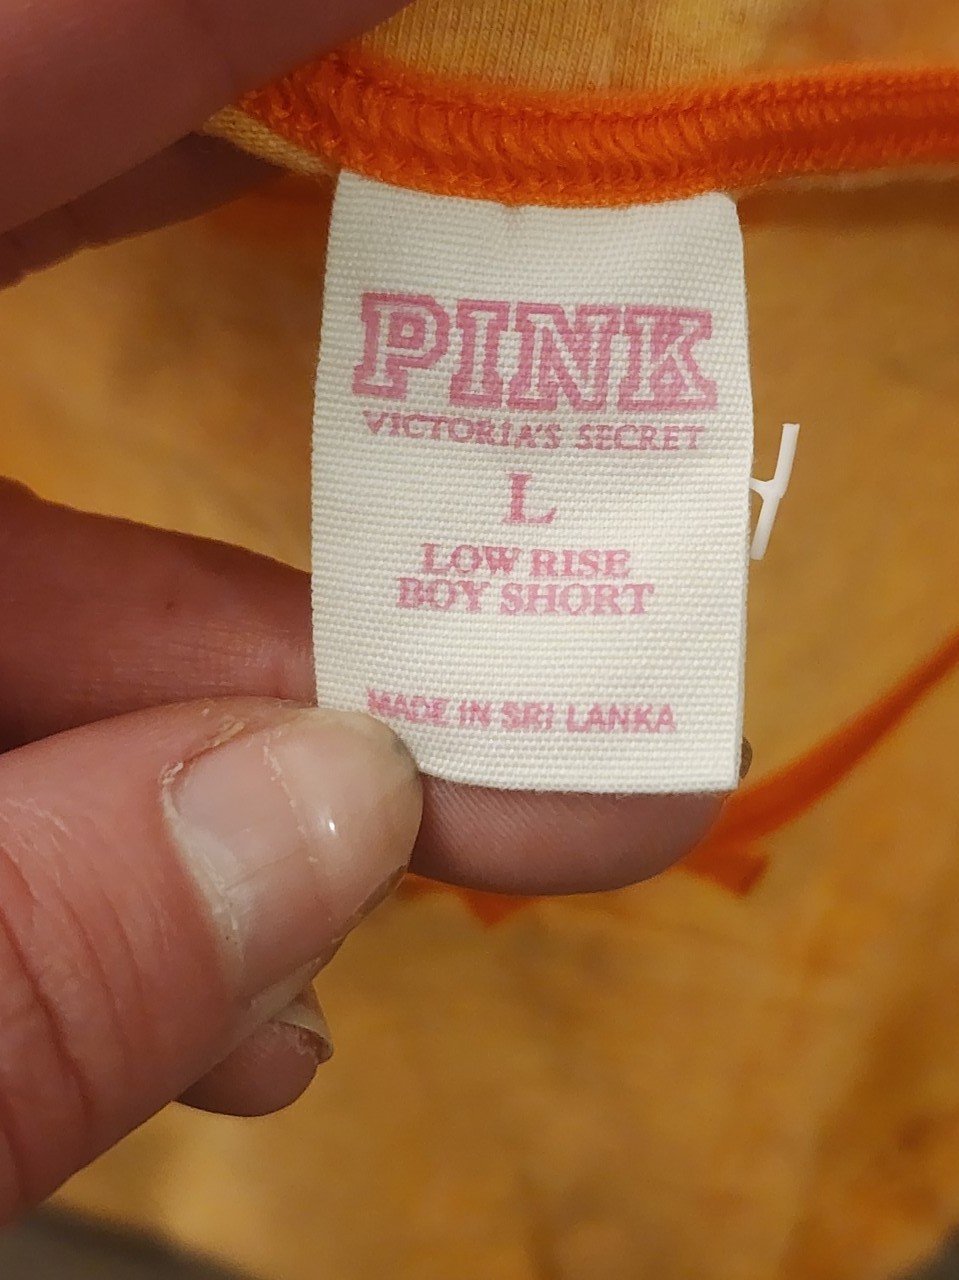 PINK
VICTORIA'S SECRET
L
LOW RISE
BOY SHORT
MADE IN SRI LANKA